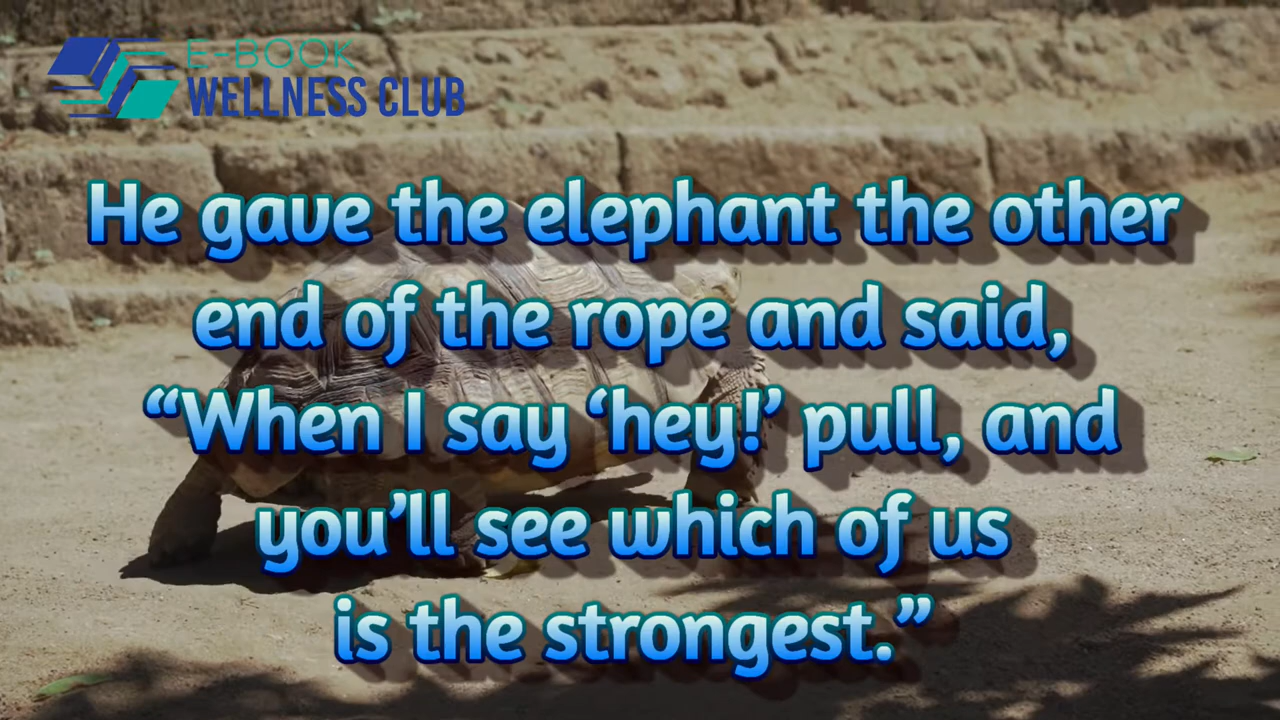 E-BOOK
WELLNESS CLUB
He gave the elephant the other
end of the rope and said,
“When I say ‘hey!’ pull, and
you’ll see which of us
is the strongest.”